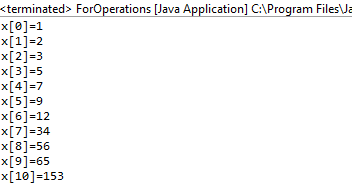 <terminated> ForOperations [Java Application] C:\Program Files\Ja
x[0]=1
x[1]=2
x[2]=3
x[3]=5
x[4]=7
x[5]=9
x[6]=12
x[7]=34
x[8]=56
x[9]=65
x[10]=153